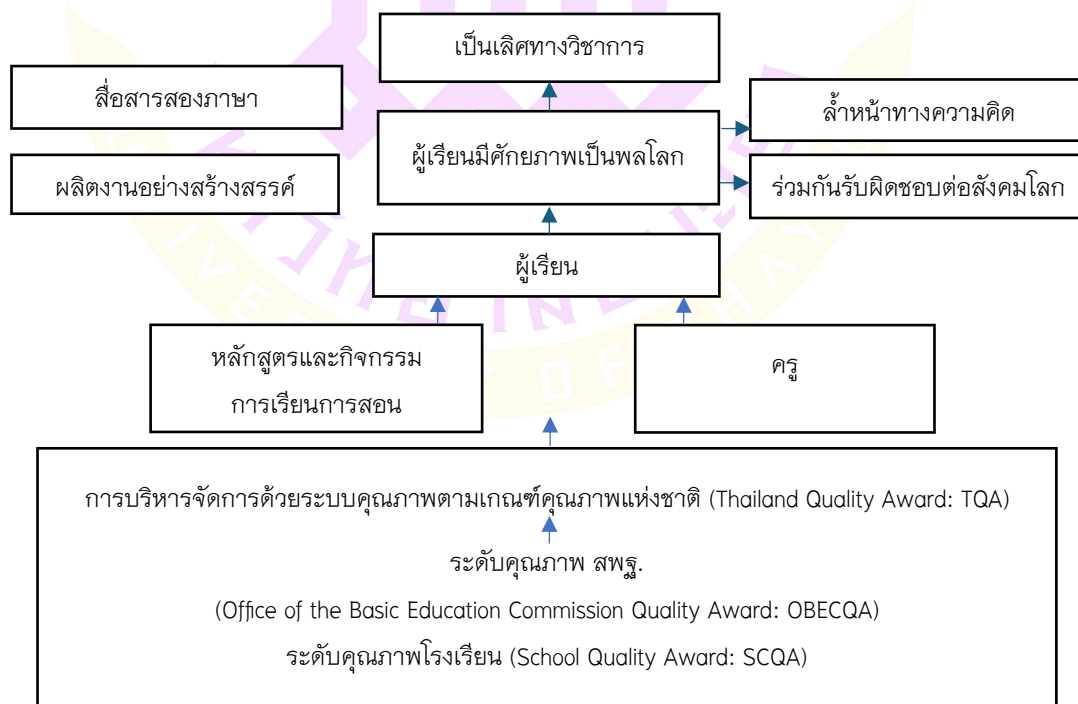 เป็นเลิศทางวิชาการ
สื่อสารสองภาษา
ล้ำหน้าทางความคิด
ผู้เรียนมีศักยภาพเป็นพลโลก
ผลิตงานอย่างสร้างสรรค์
ร่วมกันรับผิดชอบต่อสังคมโลก
ผู้เรียน
หลักสูตรและกิจกรรม
การเรียนการสอน
ครู
การบริหารจัดการด้วยระบบคุณภาพตามเกณฑ์คุณภาพแห่งชาติ (Thailand Quality Award: TQA)
ระดับคุณภาพ สพฐ.
(Office of the Basic Education Commission Quality Award: OBECQA)
ระดับคุณภาพโรงเรียน (School Quality Award: SCQA)